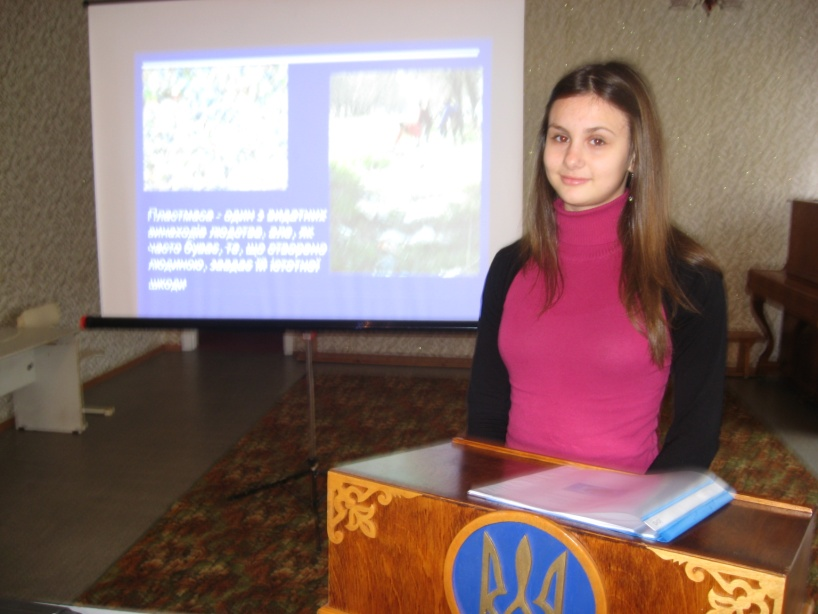 Пластмаса - один з видатних
винаходів людства, але, як
часто буває, те, що створено
людиною, завдає їй істотної
шкоди